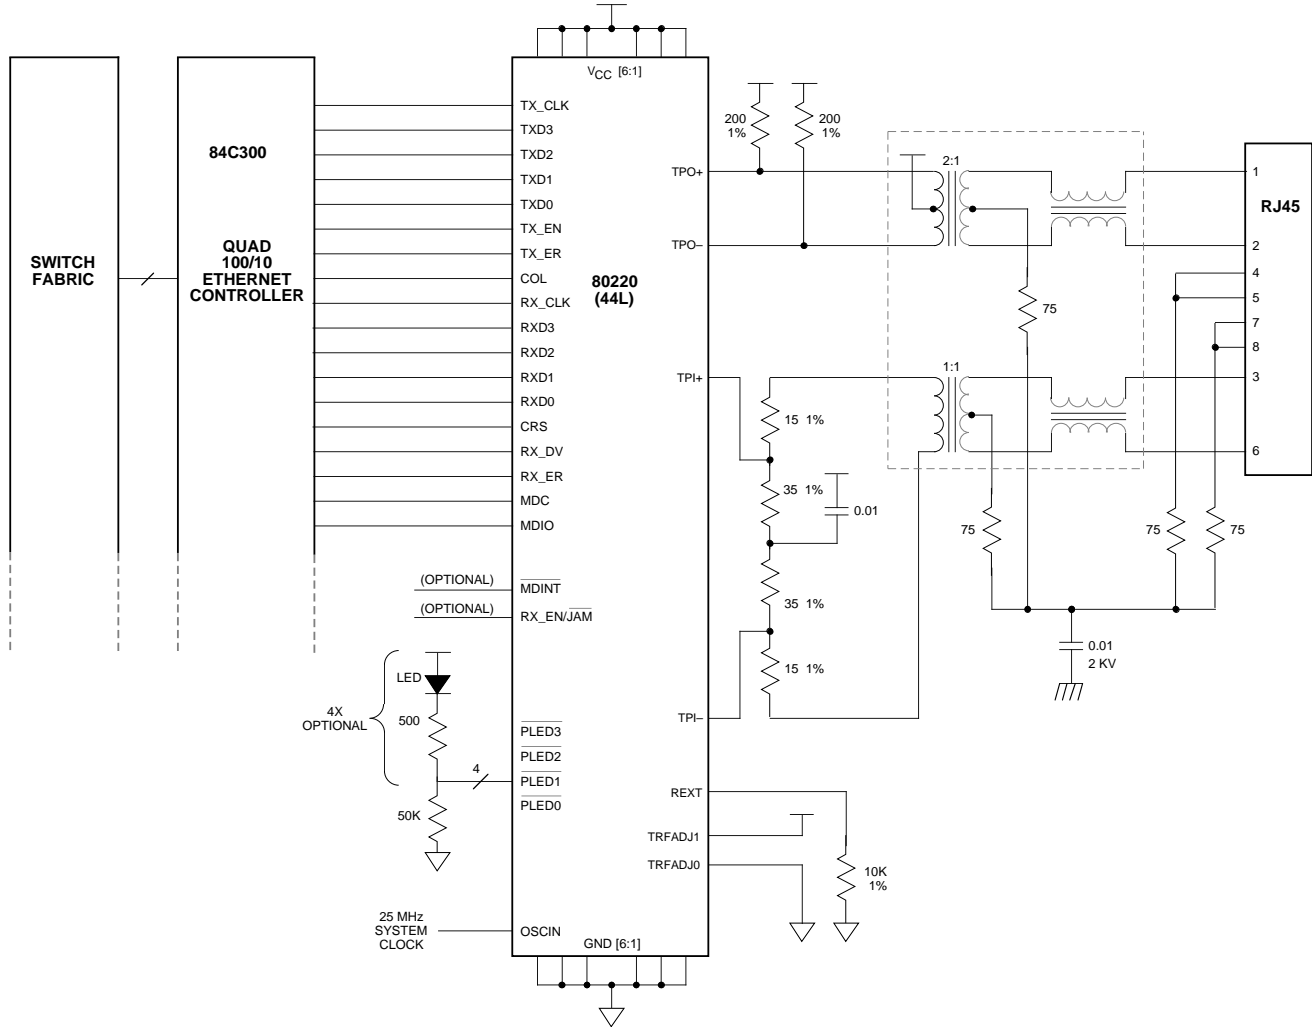 V_CC [6:1]
SWITCH
FABRIC
84C300
QUAD
100/10
ETHERNET
CONTROLLER
80220
(44L)
TX_CLK
TXD3
TXD2
TXD1
TXD0
TX_EN
TX_ER
COL
RX_CLK
RXD3
RXD2
RXD1
RXD0
CRS
RX_DV
RX_ER
MDC
MDIO
(OPTIONAL)
MDINT
(OPTIONAL)
RX_EN/JAM
LED
4X
OPTIONAL
500
4
50K
PLED3
PLED2
PLED1
PLED0
25 MHz
SYSTEM
CLOCK
OSCIN
GND [6:1]
TPO+
TPO–
TPI+
TPI–
REXT
TRFADJ1
TRFADJ0
200
1%
200
1%
2:1
1:1
75
15 1%
35 1%
0.01
35 1%
15 1%
75
75
75
0.01
2 KV
10K
1%
RJ45
1
2
4
5
7
8
3
6